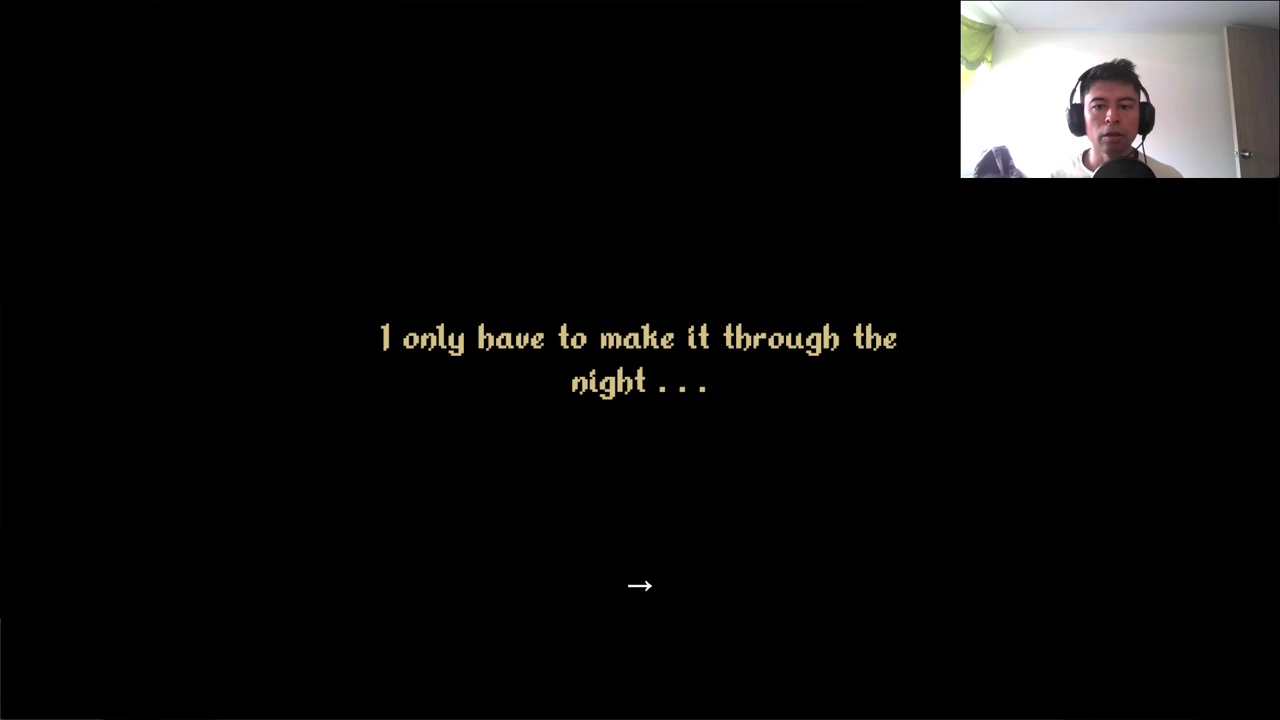 I only have to make it through the
night . . .
→